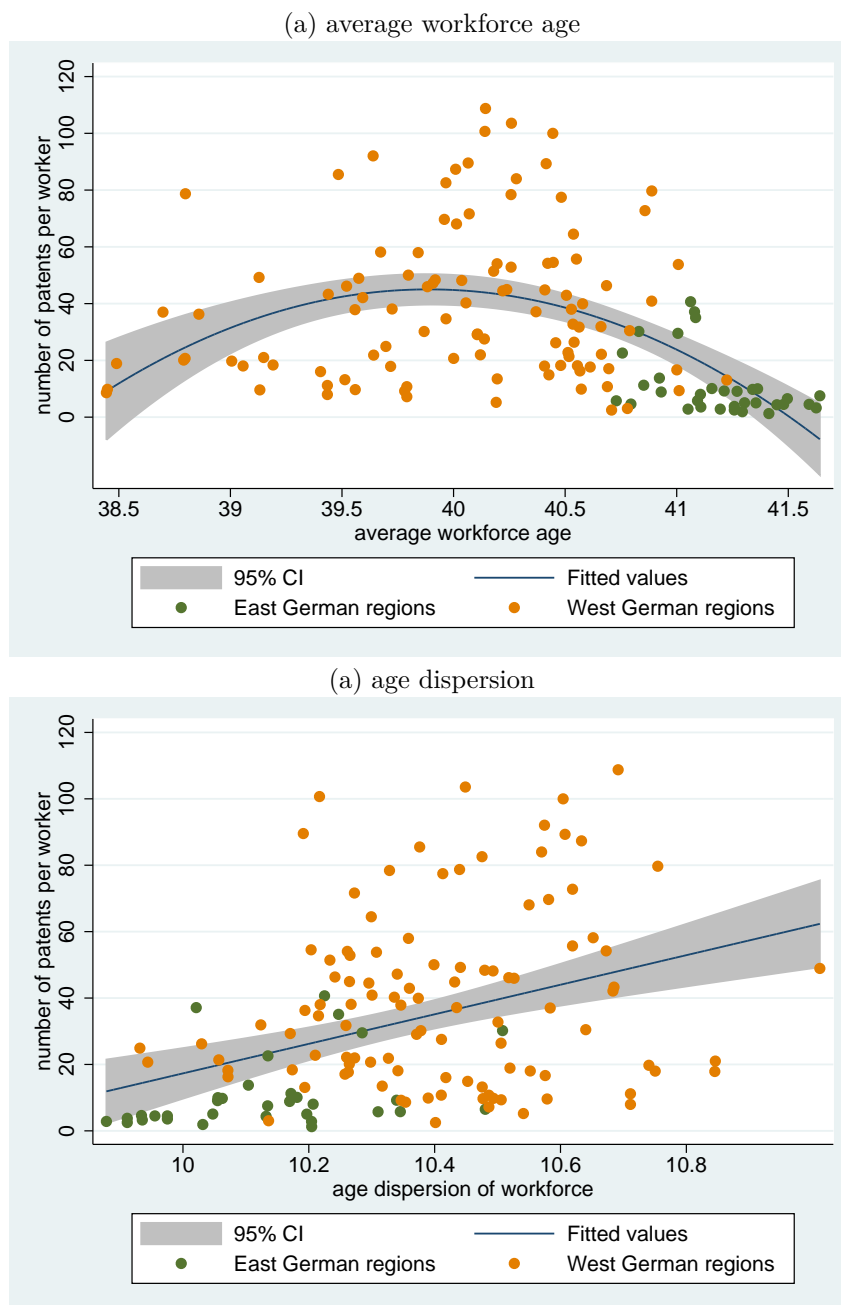 (a) average workforce age
number of patents per worker
120
100
80
60
40
20
0
38.5 39 39.5 40 40.5 41 41.5
average workforce age
95% CI Fitted values
East German regions West German regions
(a) age dispersion
number of patents per worker
120
100
80
60
40
20
0
10 10.2 10.4 10.6 10.8
age dispersion of workforce
95% CI Fitted values
East German regions West German regions